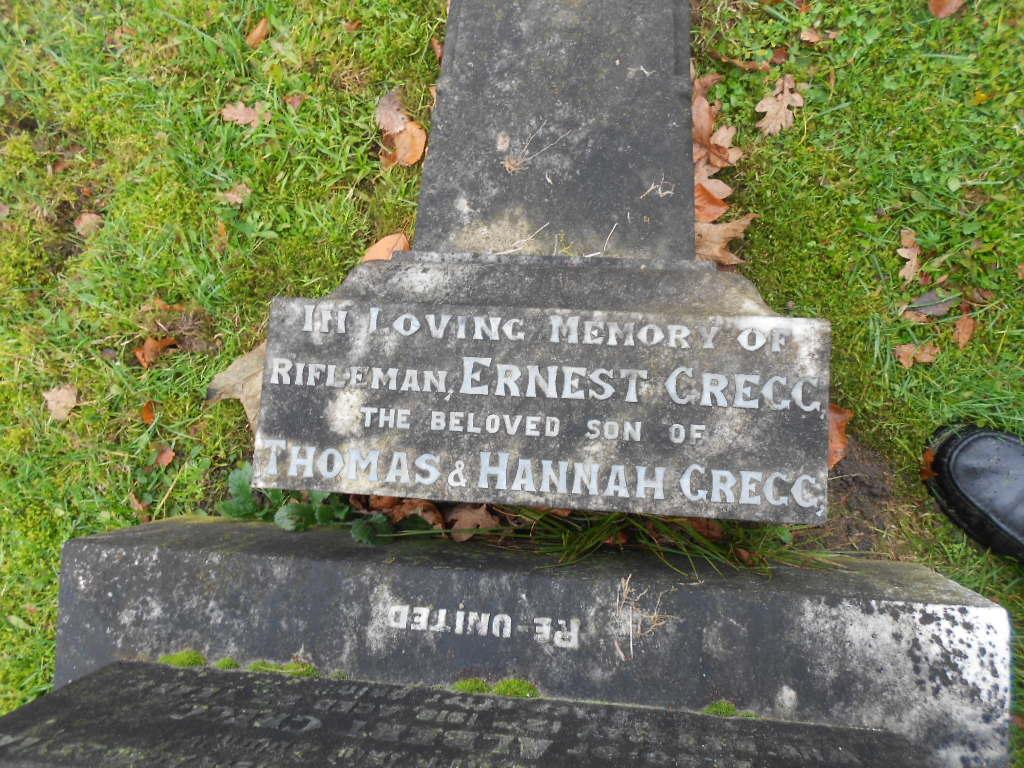 IN LOVING MEMORY OF
RIFLEMAN, ERNEST GREGG,
THE BELOVED SON OF
THOMAS & HANNAH GREGG,
RE-UNITED